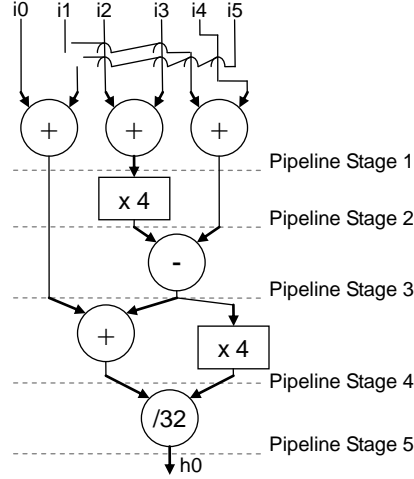 i0 i1 i2 i3 i4 i5
+ + +
Pipeline Stage 1
x 4
Pipeline Stage 2
-
Pipeline Stage 3
+ x 4
Pipeline Stage 4
/32
Pipeline Stage 5
h0